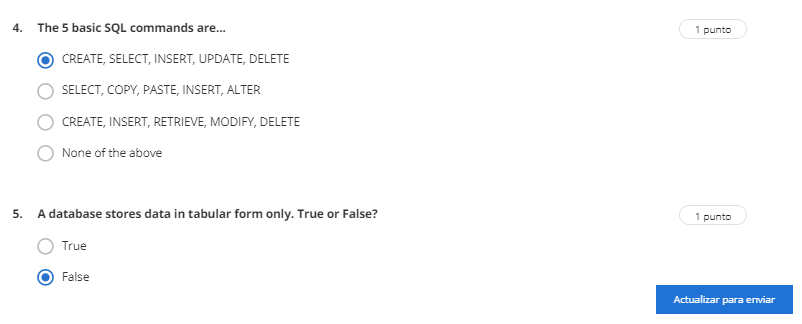 4. The 5 basic SQL commands are...
1 punto
CREATE, SELECT, INSERT, UPDATE, DELETE
SELECT, COPY, PASTE, INSERT, ALTER
CREATE, INSERT, RETRIEVE, MODIFY, DELETE
None of the above
5. A database stores data in tabular form only. True or False?
1 punto
True
False
Actualizar para enviar